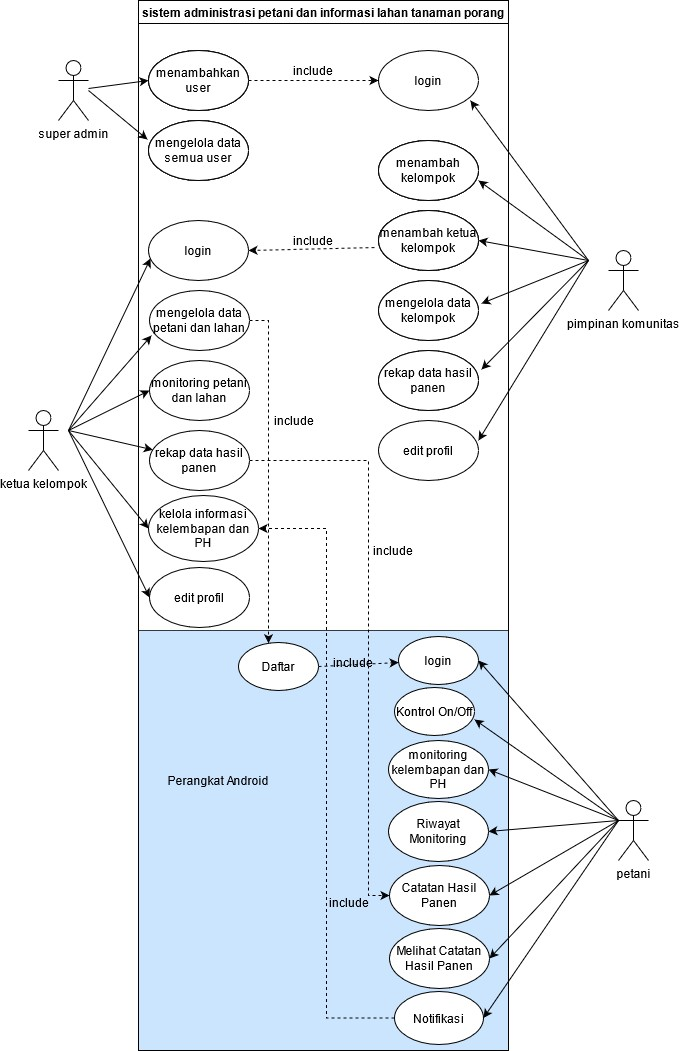 sistem administrasi petani dan informasi lahan tanaman porang
menambahkan
user
include
login
super admin
mengelola data
semua user
menambah
kelompok
login
include
menambah ketua
kelompok
pimpinan komunitas
mengelola data
petani dan lahan
mengelola data
kelompok
monitoring petani
dan lahan
rekap data hasil
panen
include
ketua kelompok
rekap data hasil
panen
edit profil
kelola informasi
kelembapan dan
PH
include
edit profil
Daftar
include
login
Kontrol On/Off
Perangkat Android
monitoring
kelembapan dan
PH
Riwayat
Monitoring
petani
include
Catatan Hasil
Panen
Melihat Catatan
Hasil Panen
Notifikasi